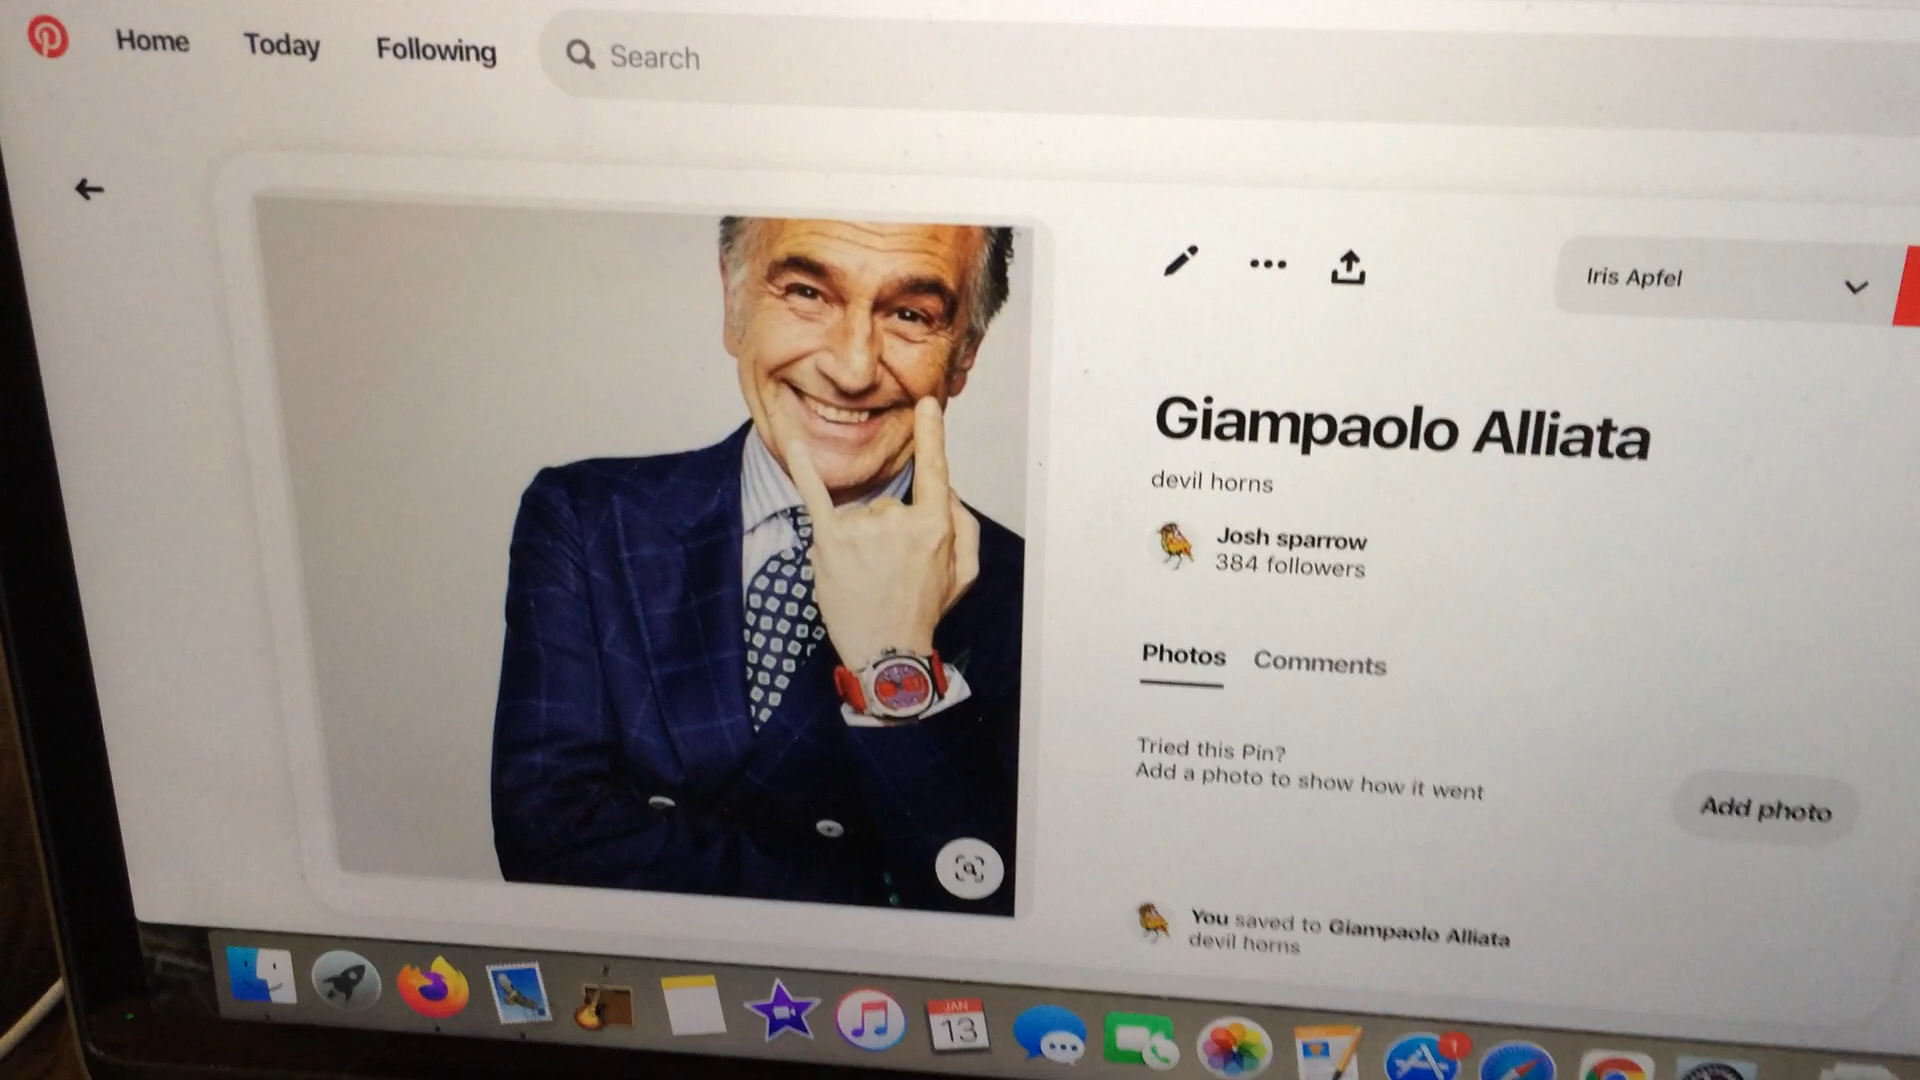 Home Today Following Search
Iris Apfel
Giampaolo Alliata
devil horns
Josh sparrow
384 followers
Photos Comments
Tried this Pin?
Add a photo to show how it went
Add photo
You saved to Giampaolo Alliata
devil horns
JAN
13
1